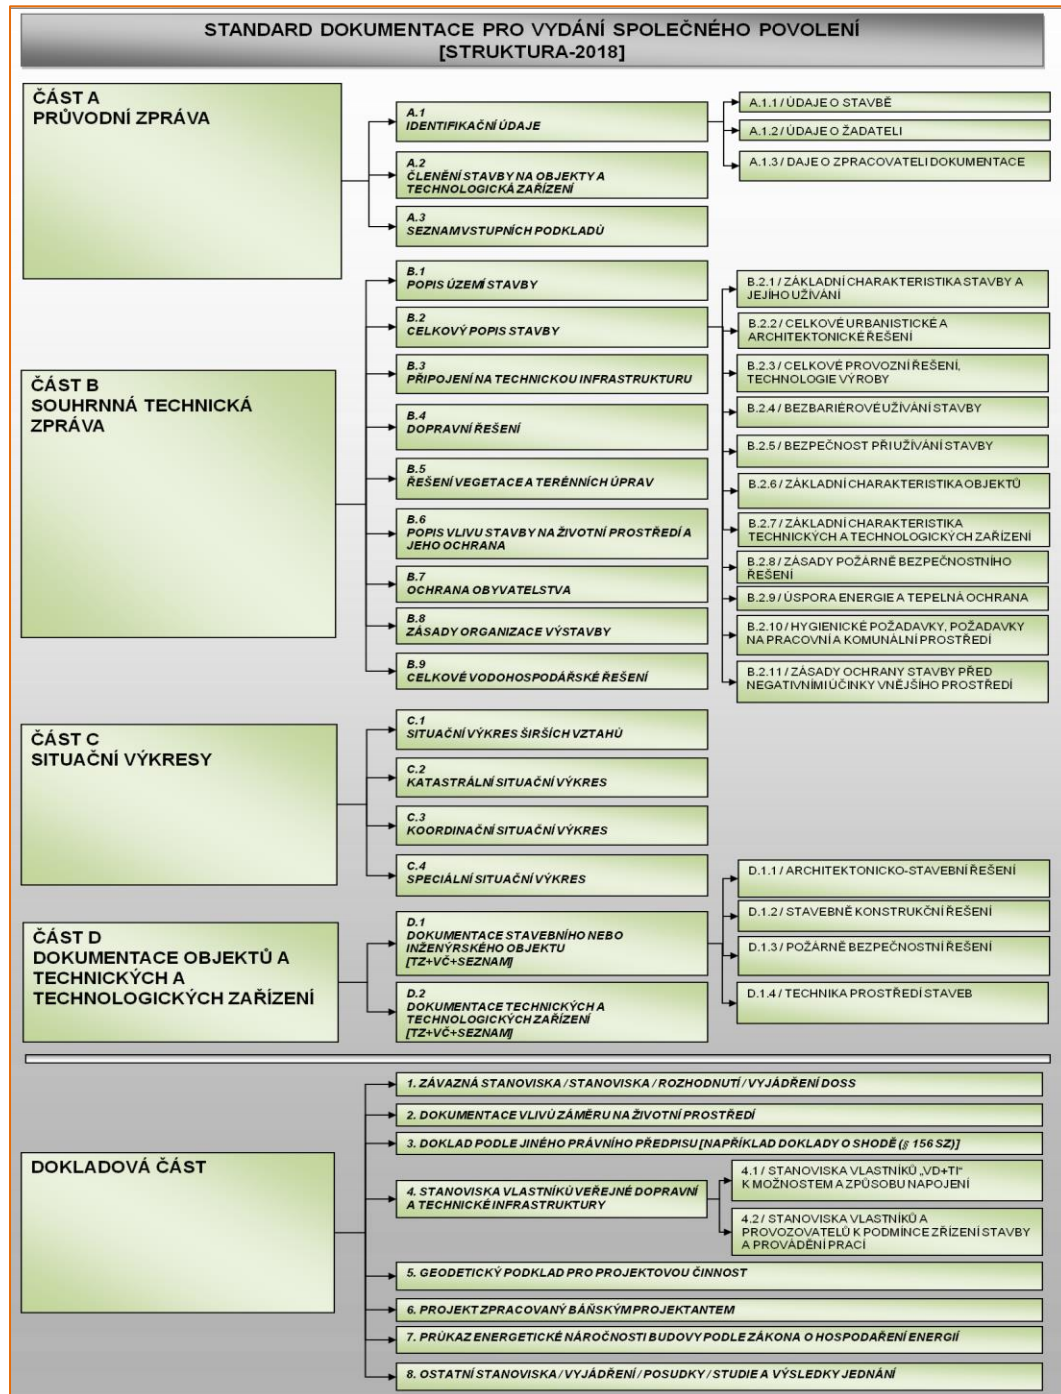 STANDARD DOKUMENTACE PRO VYDÁNÍ SPOLEČNÉHO POVOLENÍ
[STRUKTURA-2018]
ČÁST A
PRŮVODNÍ ZPRÁVA
A.1
IDENTIFIKAČNÍ ÚDAJE
A.1.1 / ÚDAJE O STAVBĚ
A.1.2 / ÚDAJE O ŽADATELI
A.1.3 / DAJE O ZPRACOVATELI DOKUMENTACE
A.2
ČLENĚNÍ STAVBY NA OBJEKTY A
TECHNOLOGICKÁ ZAŘÍZENÍ
A.3
SEZNAM VSTUPNÍCH PODKLADŮ
ČÁST B
SOUHRNNÁ TECHNICKÁ
ZPRÁVA
B.1
POPIS ÚZEMÍ STAVBY
B.2
CELKOVÝ POPIS STAVBY
B.3
PŘIPOJENÍ NA TECHNICKOU INFRASTRUKTURU
B.4
DOPRAVNÍ ŘEŠENÍ
B.5
ŘEŠENÍ VEGETACE A TERÉNNÍCH ÚPRAV
B.6
POPIS VLIVU STAVBY NA ŽIVOTNÍ PROSTŘEDÍ A
JEHO OCHRANA
B.7
OCHRANA OBYVATELSTVA
B.8
ZÁSADY ORGANIZACE VÝSTAVBY
B.9
CELKOVÉ VODOHOSPODÁŘSKÉ ŘEŠENÍ
B.2.1 / ZÁKLADNÍ CHARAKTERISTIKA STAVBY A
JEJÍHO UŽÍVÁNÍ
B.2.2 / CELKOVÉ URBANISTICKÉ A
ARCHITEKTONICKÉ ŘEŠENÍ
B.2.3 / CELKOVÉ PROVOZNÍ ŘEŠENÍ,
TECHNOLOGIE VÝROBY
B.2.4 / BEZBARIÉROVÉ UŽÍVÁNÍ STAVBY
B.2.5 / BEZPEČNOST PŘI UŽÍVÁNÍ STAVBY
B.2.6 / ZÁKLADNÍ CHARAKTERISTIKA OBJEKTŮ
B.2.7 / ZÁKLADNÍ CHARAKTERISTIKA
TECHNICKÝCH A TECHNOLOGICKÝCH ZAŘÍZENÍ
B.2.8 / ZÁSADY POŽÁRNĚ BEZPEČNOSTNÍHO
ŘEŠENÍ
B.2.9 / ÚSPORA ENERGIE A TEPELNÁ OCHRANA
B.2.10 / HYGIENICKÉ POŽADAVKY, POŽADAVKY
NA PRACOVNÍ A KOMUNÁLNÍ PROSTŘEDÍ
B.2.11 / ZÁSADY OCHRANY STAVBY PŘED
NEGATIVNÍMI ÚČINKY VNĚJŠÍHO PROSTŘEDÍ
ČÁST C
SITUAČNÍ VÝKRESY
C.1
SITUAČNÍ VÝKRES ŠIRŠÍCH VZTAHŮ
C.2
KATASTRÁLNÍ SITUAČNÍ VÝKRES
C.3
KOORDINAČNÍ SITUAČNÍ VÝKRES
C.4
SPECIÁLNÍ SITUAČNÍ VÝKRES
ČÁST D
DOKUMENTACE OBJEKTŮ A
TECHNICKÝCH A
TECHNOLOGICKÝCH ZAŘÍZENÍ
D.1
DOKUMENTACE STAVEBNÍHO NEBO
INŽENÝRSKÉHO OBJEKTU
[TZ+VČ+SEZNAM]
D.2
DOKUMENTACE TECHNICKÝCH A
TECHNOLOGICKÝCH ZAŘÍZENÍ
[TZ+VČ+SEZNAM]
D.1.1 / ARCHITEKTONICKO-STAVEBNÍ ŘEŠENÍ
D.1.2 / STAVEBNĚ KONSTRUKČNÍ ŘEŠENÍ
D.1.3 / POŽÁRNĚ BEZPEČNOSTNÍ ŘEŠENÍ
D.1.4 / TECHNIKA PROSTŘEDÍ STAVEB
DOKLADOVÁ ČÁST
1. ZÁVAZNÁ STANOVISKA / STANOVISKA / ROZHODNUTÍ / VYJÁDŘENÍ DOSS
2. DOKUMENTACE VLIVŮ ZÁMĚRU NA ŽIVOTNÍ PROSTŘEDÍ
3. DOKLAD PODLE JINÉHO PRÁVNÍHO PŘEDPISU [NAPŘÍKLAD DOKLADY O SHODĚ (§ 156 SZ)]
4. STANOVISKA VLASTNÍKŮ VEŘEJNÉ DOPRAVNÍ
A TECHNICKÉ INFRASTRUKTURY
4.1 / STANOVISKA VLASTNÍKŮ „VD+TI“
K MOŽNOSTEM A ZPŮSOBU NAPOJENÍ
4.2 / STANOVISKA VLASTNÍKŮ A
PROVOZOVATELŮ K PODMÍNCE ZŘÍZENÍ STAVBY
A PROVÁDĚNÍ PRACÍ
5. GEODETICKÝ PODKLAD PRO PROJEKTOVOU ČINNOST
6. PROJEKT ZPRACOVANÝ BÁŇSKÝM PROJEKTANTEM
7. PRŮKAZ ENERGETICKÉ NÁROČNOSTI BUDOVY PODLE ZÁKONA O HOSPODAŘENÍ ENERGIÍ
8. OSTATNÍ STANOVISKA / VYJÁDŘENÍ / POSUDKY / STUDIE A VÝSLEDKY JEDNÁNÍ